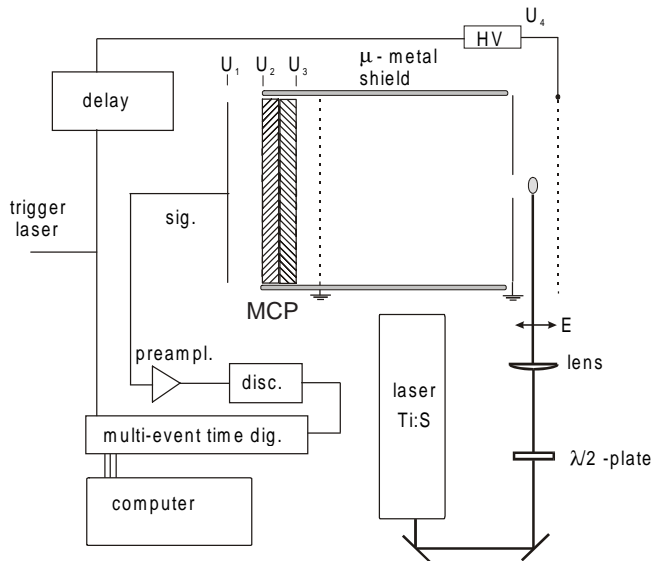 U₄
HV
U₁ U₂ U₃
μ - metal
shield
delay
trigger
laser
sig.
MCP
E
preampl.
lens
disc.
laser
Ti:S
multi-event time dig.
λ/2 -plate
computer